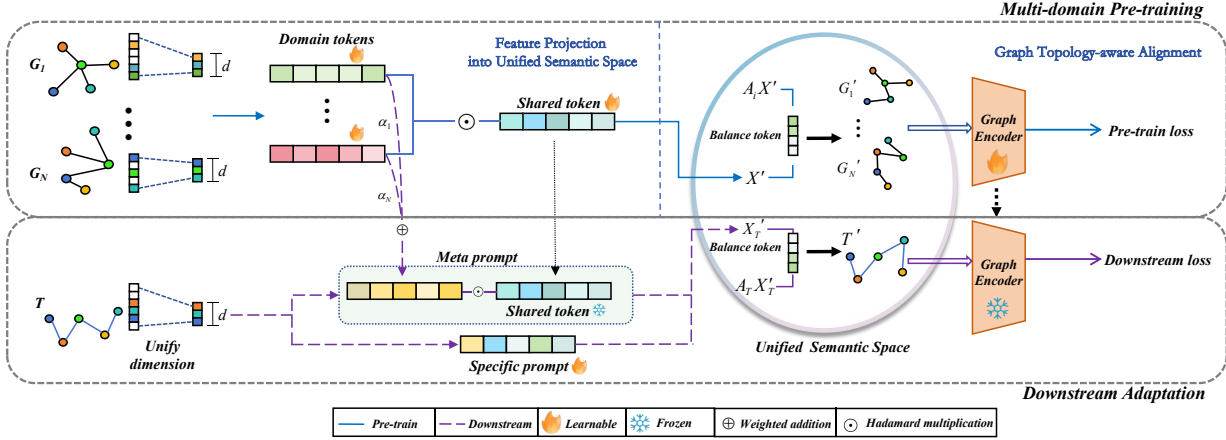 Multi-domain Pre-training
G1
d
GN
d
Domain tokens
α1
αN
Feature Projection
into Unified Semantic Space
Shared token
Graph Topology-aware Alignment
AiX′
Balance token
X′
G1′
GN′
Graph
Encoder
Pre-train loss
T
d
Unify
dimension
Meta prompt
Shared token
Specific prompt
XT′
Balance token
ATXT′
T′
Unified Semantic Space
Graph
Encoder
Downstream loss
Downstream Adaptation
Pre-train
Downstream
Learnable
Frozen
⊕ Weighted addition
⊙ Hadamard multiplication